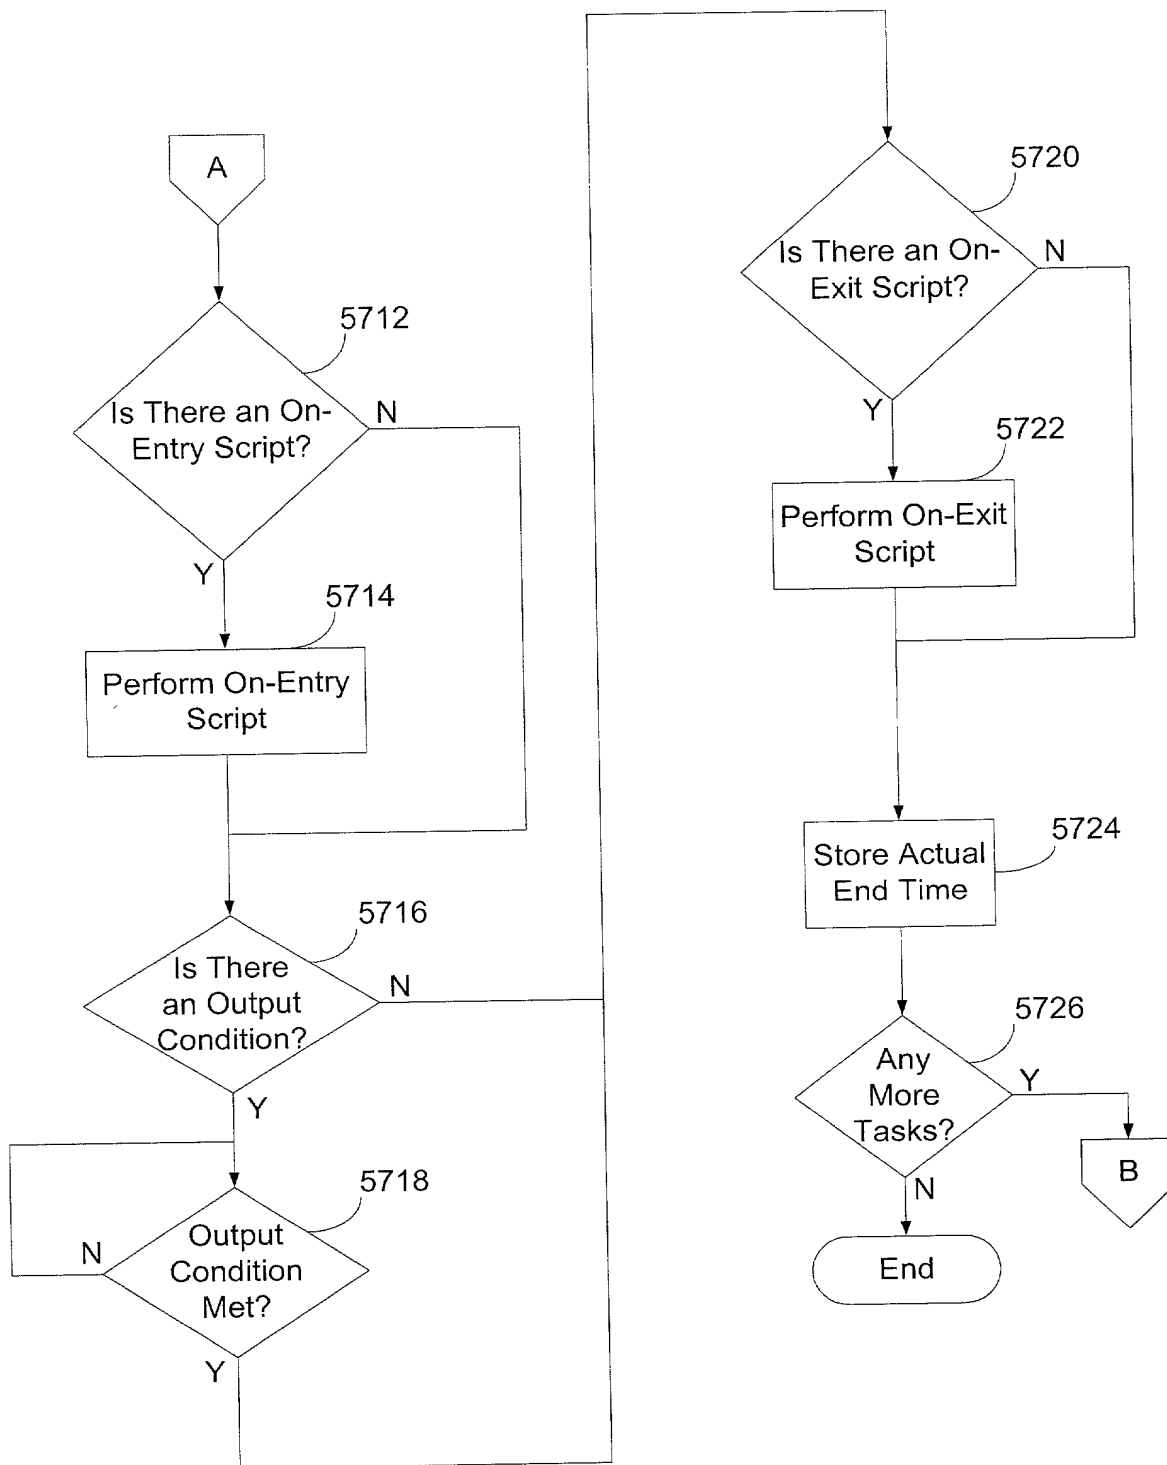 A
5712
Is There an On-
Entry Script?
N
Y
5714
Perform On-Entry
Script
5716
Is There
an Output
Condition?
N
Y
5718
Output
Condition
Met?
N
Y
5720
Is There an On-
Exit Script?
N
Y
5722
Perform On-Exit
Script
5724
Store Actual
End Time
5726
Any
More
Tasks?
Y
B
N
End